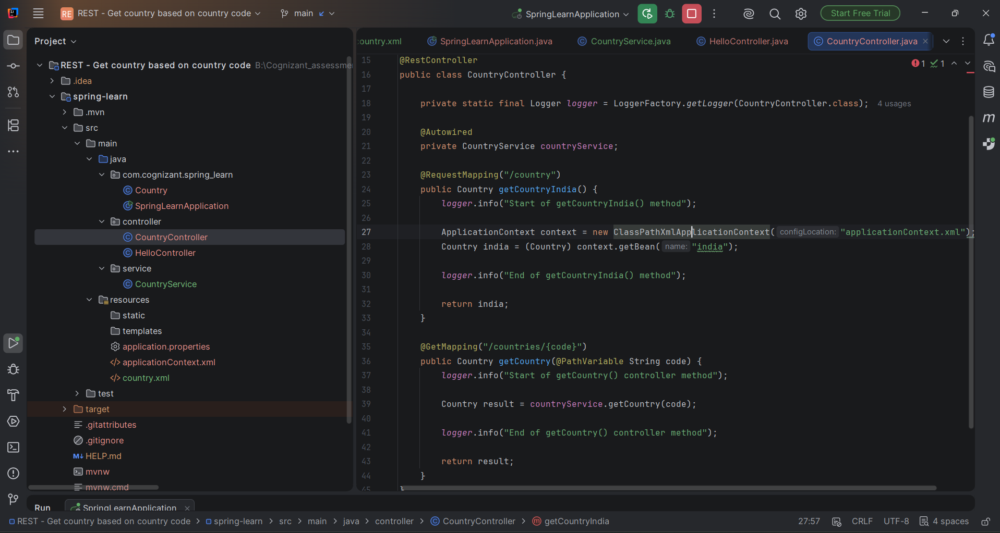 RE REST - Get country based on country code main SpringLearnApplication Start Free Trial
Project
REST - Get country based on country code B:\Cognizant_assessme
.idea
spring-learn
.mvn
src
main
java
com.cognizant.spring_learn
Country
SpringLearnApplication
controller
CountryController
HelloController
service
CountryService
resources
static
templates
application.properties
applicationContext.xml
country.xml
test
target
.gitattributes
.gitignore
M↓ HELP.md
mvnw
mvnw.cmd
ountry.xml SpringLearnApplication.java CountryService.java HelloController.java CountryController.java
1 1
15 @RestController
16 public class CountryController {
17
18 private static final Logger logger = LoggerFactory.getLogger(CountryController.class); 4 usages
19
20 @Autowired
21 private CountryService countryService;
22
23 @RequestMapping("/country")
24 public Country getCountryIndia() {
25 logger.info("Start of getCountryIndia() method");
26
27 ApplicationContext context = new ClassPathXmlApplicationContext( configLocation: "applicationContext.xml");
28 Country india = (Country) context.getBean( name: "india");
29
30 logger.info("End of getCountryIndia() method");
31
32 return india;
33 }
34
35 @GetMapping("/countries/{code}")
36 public Country getCountry(@PathVariable String code) {
37 logger.info("Start of getCountry() controller method");
38
39 Country result = countryService.getCountry(code);
40
41 logger.info("End of getCountry() controller method");
42
43 return result;
44 }
45 }
m
Run SpringLearnApplication
REST - Get country based on country code > spring-learn > src > main > java > controller > CountryController > getCountryIndia 27:57 CRLF UTF-8 4 spaces